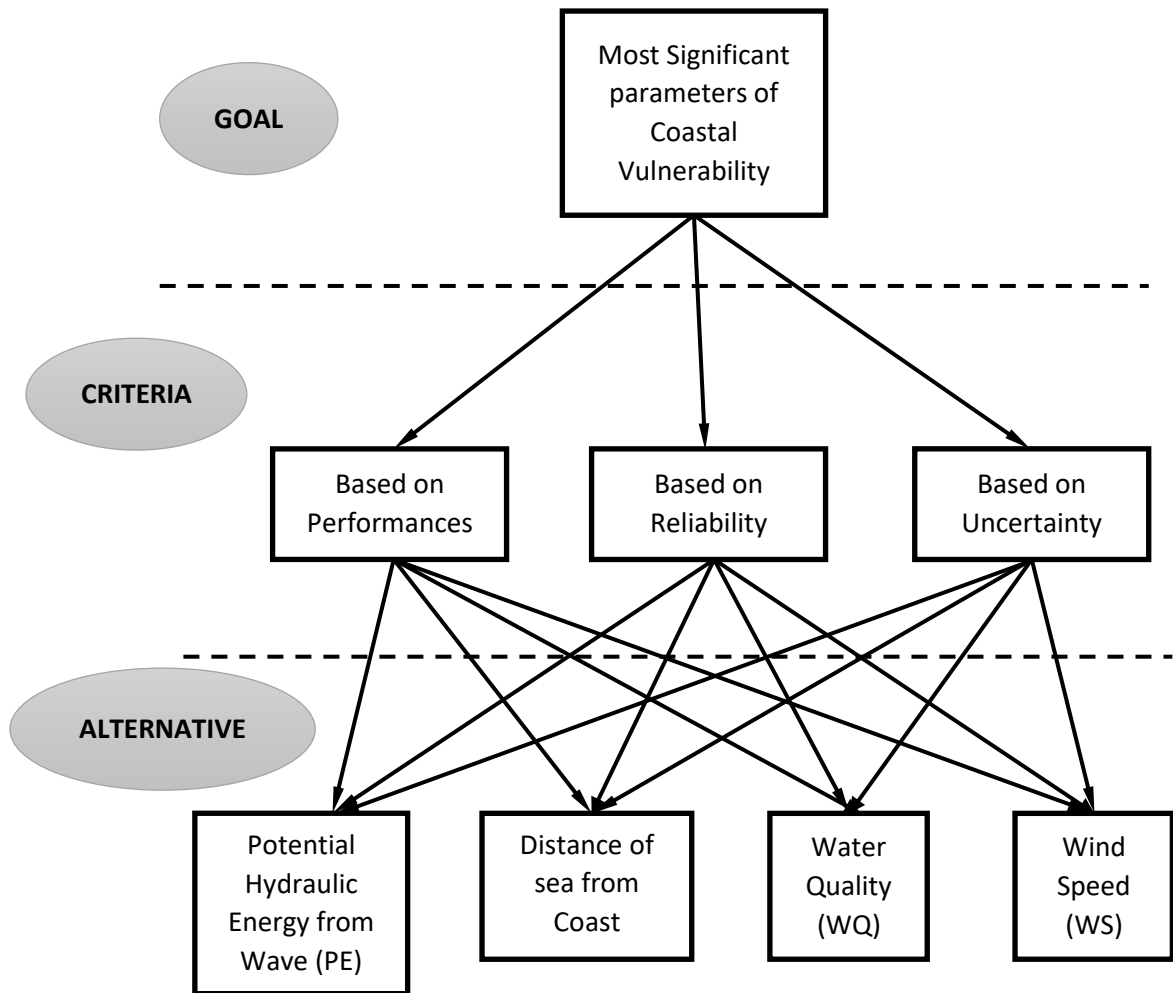 GOAL
Most Significant
parameters of
Coastal
Vulnerability
CRITERIA
Based on
Performances
Based on
Reliability
Based on
Uncertainty
ALTERNATIVE
Potential
Hydraulic
Energy from
Wave (PE)
Distance of
sea from
Coast
Water
Quality
(WQ)
Wind
Speed
(WS)